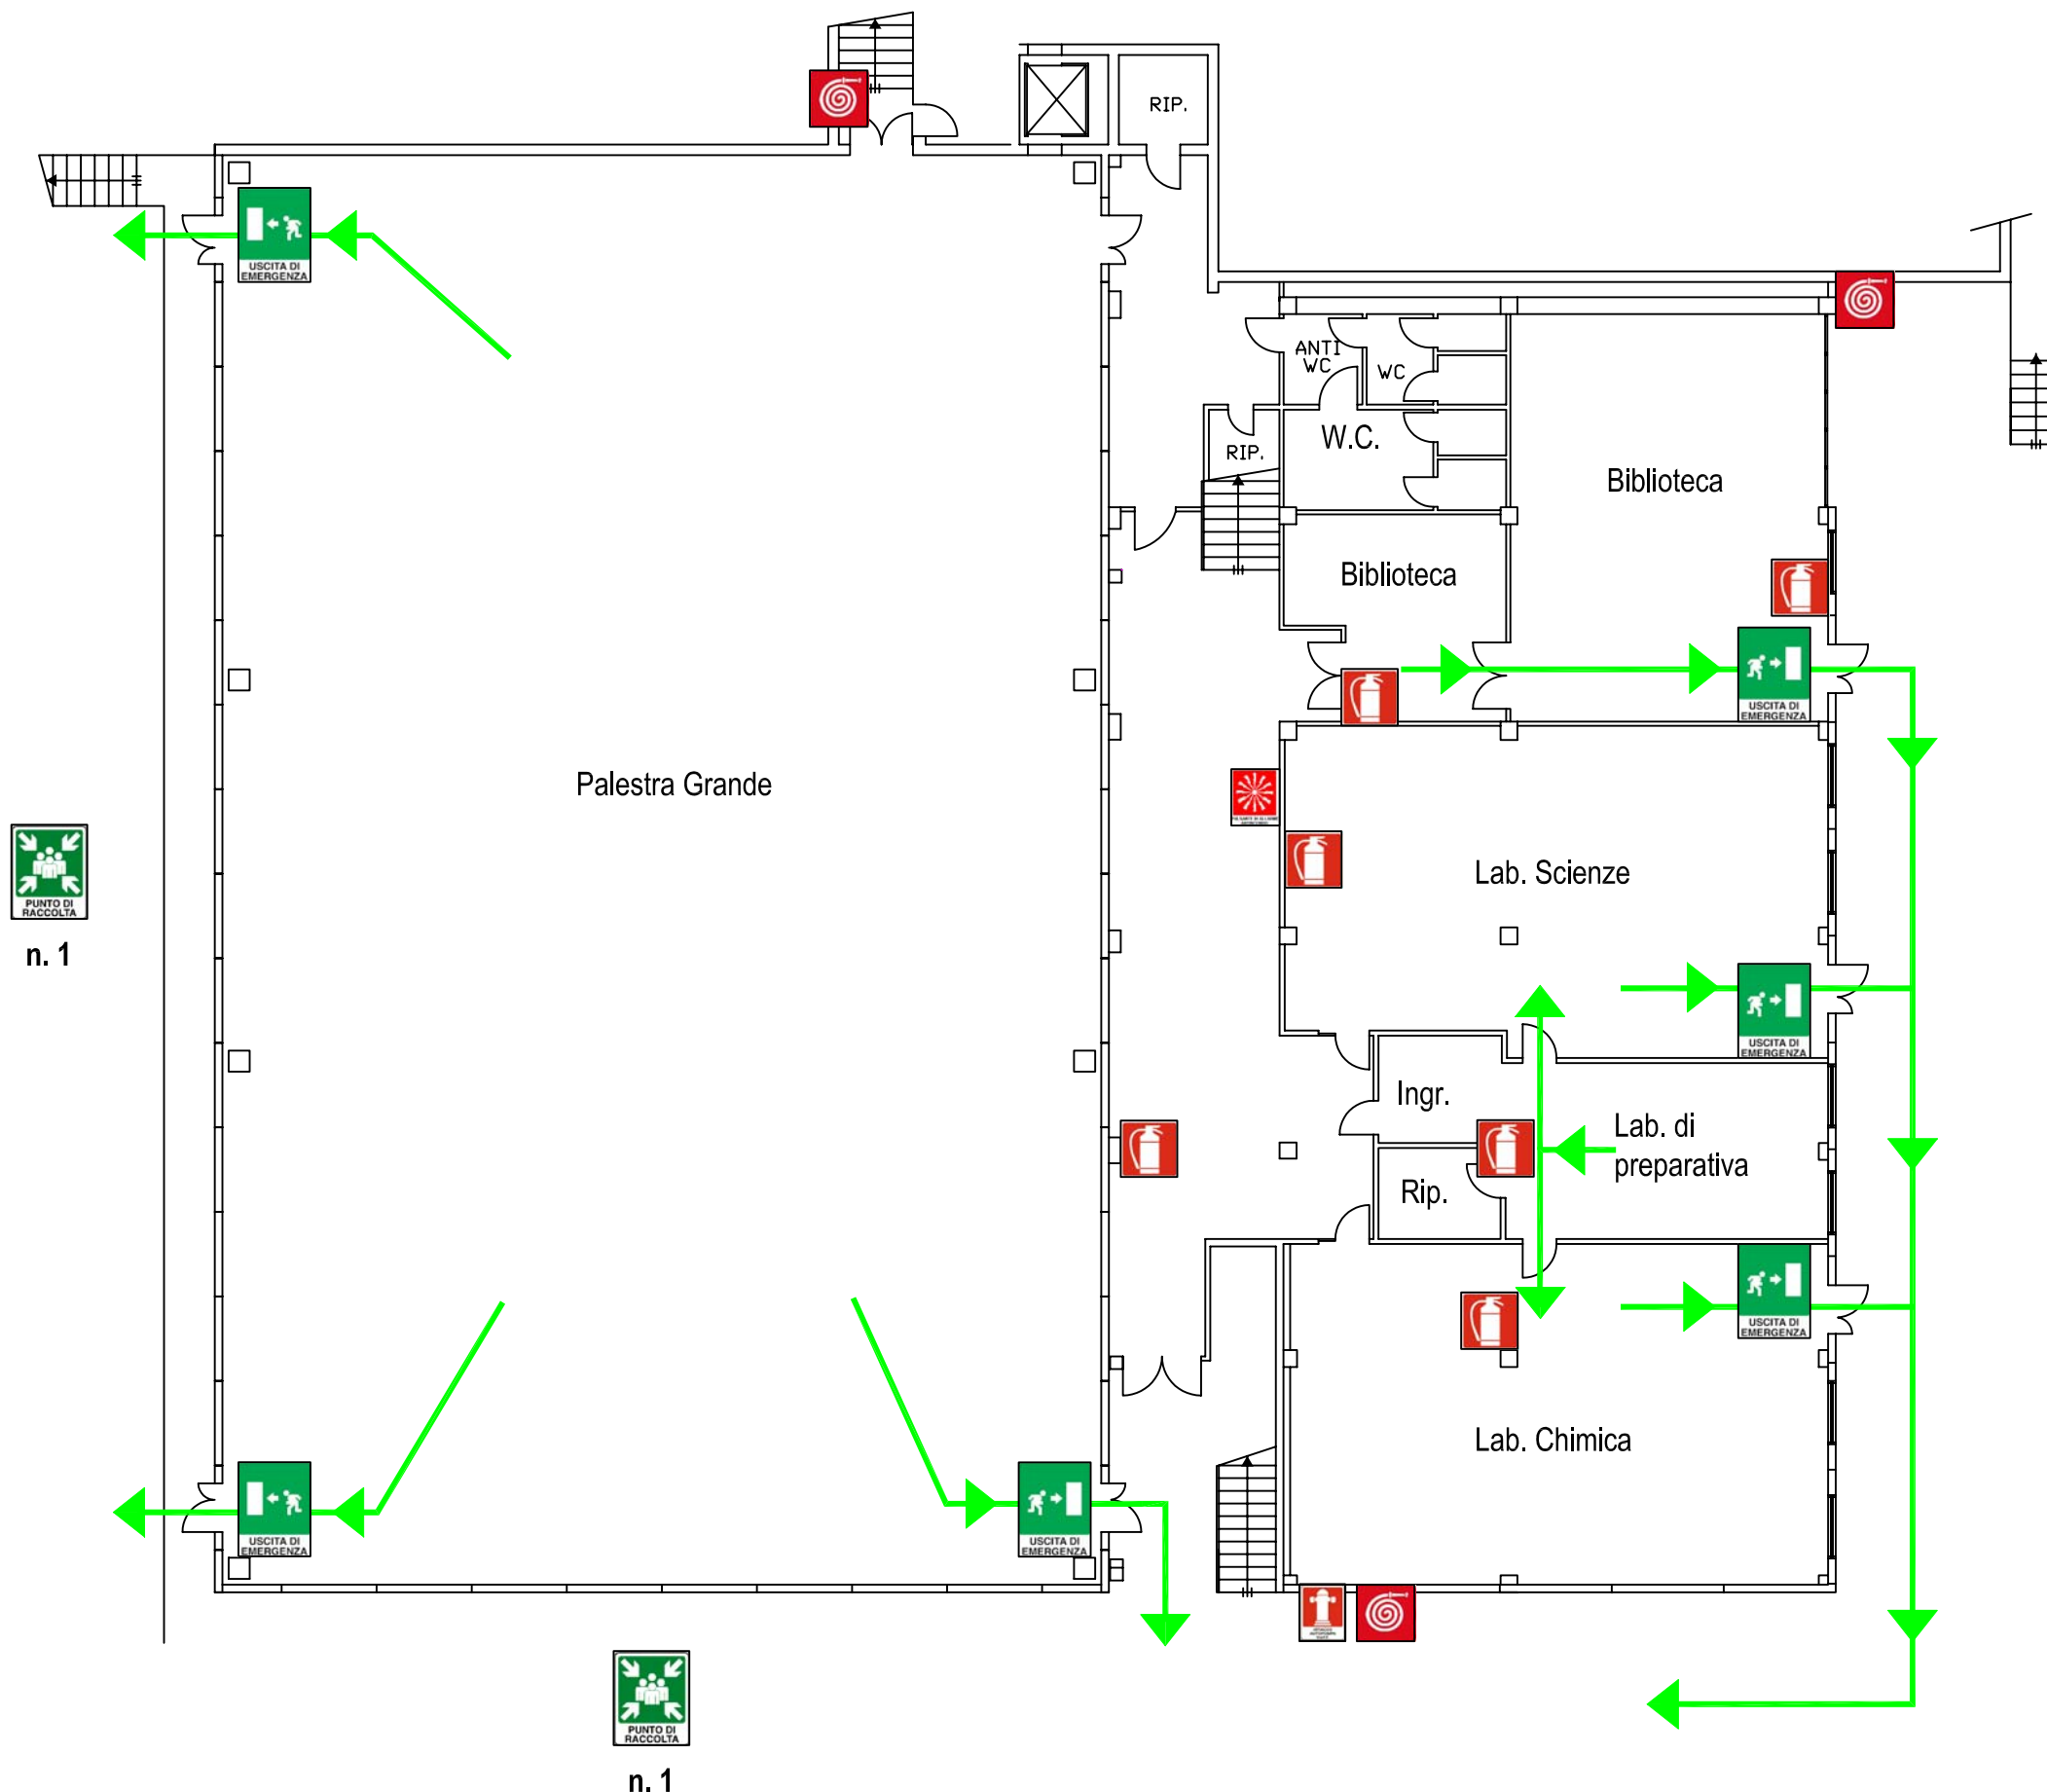 RIP.
USCITA DI
EMERGENZA
ANTI
WC
WC
W.C.
RIP.
Biblioteca
Biblioteca
USCITA DI
EMERGENZA
Palestra Grande
PUNTO DI
RACCOLTA
n. 1
Lab. Scienze
USCITA DI
EMERGENZA
Ingr.
Lab. di
preparativa
Rip.
USCITA DI
EMERGENZA
Lab. Chimica
USCITA DI
EMERGENZA
USCITA DI
EMERGENZA
PUNTO DI
RACCOLTA
n. 1